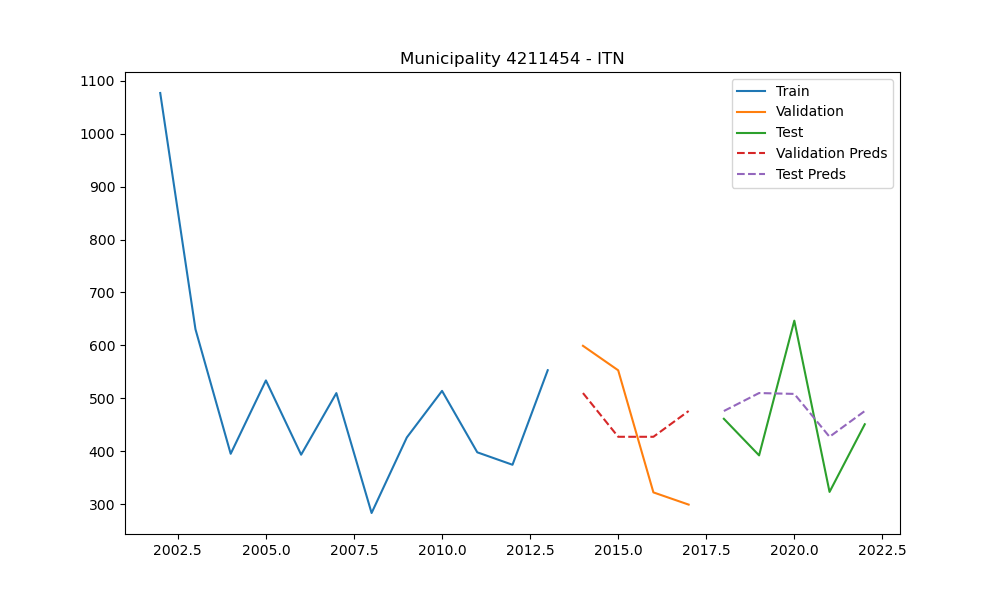 Municipality 4211454 - ITN
1100
1000
900
800
700
600
500
400
300
2002.5 2005.0 2007.5 2010.0 2012.5 2015.0 2017.5 2020.0 2022.5
Train
Validation
Test
Validation Preds
Test Preds